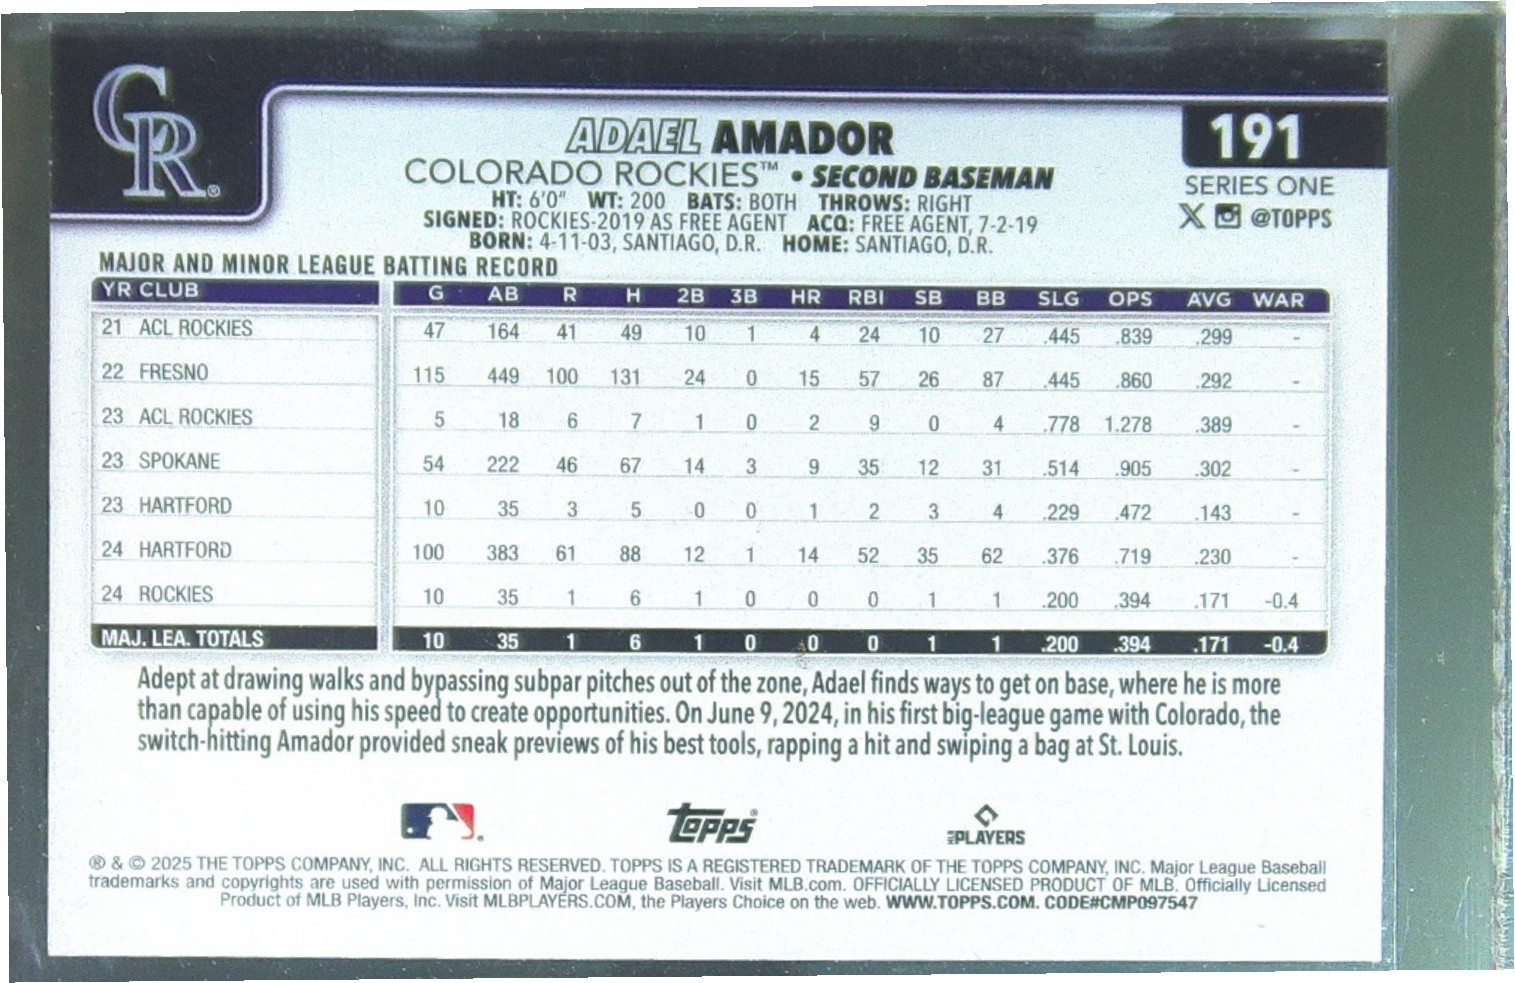 CR®
ADAEL AMADOR
191
COLORADO ROCKIES™ • SECOND BASEMAN
SERIES ONE
HT: 6'0" WT: 200 BATS: BOTH THROWS: RIGHT
SIGNED: ROCKIES-2019 AS FREE AGENT ACQ: FREE AGENT, 7-2-19
X @TOPPS
BORN: 4-11-03, SANTIAGO, D.R. HOME: SANTIAGO, D.R.
MAJOR AND MINOR LEAGUE BATTING RECORD
YR CLUB G AB R H 2B 3B HR RBI SB BB SLG OPS AVG WAR
21 ACL ROCKIES 47 164 41 49 10 1 4 24 10 27 .445 .839 .299 -
22 FRESNO 115 449 100 131 24 0 15 57 26 87 .445 .860 .292 -
23 ACL ROCKIES 5 18 6 7 1 0 2 9 0 4 .778 1.278 .389 -
23 SPOKANE 54 222 46 67 14 3 9 35 12 31 .514 .905 .302 -
23 HARTFORD 10 35 3 5 0 0 1 2 3 4 .229 .472 .143 -
24 HARTFORD 100 383 61 88 12 1 14 52 35 62 .376 .719 .230 -
24 ROCKIES 10 35 1 6 1 0 0 0 1 1 .200 .394 .171 -0.4
MAJ. LEA. TOTALS 10 35 1 6 1 0 0 0 1 1 .200 .394 .171 -0.4
Adept at drawing walks and bypassing subpar pitches out of the zone, Adael finds ways to get on base, where he is more
than capable of using his speed to create opportunities. On June 9, 2024, in his first big-league game with Colorado, the
switch-hitting Amador provided sneak previews of his best tools, rapping a hit and swiping a bag at St. Louis.
Topps®
PLAYERS
® & © 2025 THE TOPPS COMPANY, INC. ALL RIGHTS RESERVED. TOPPS IS A REGISTERED TRADEMARK OF THE TOPPS COMPANY, INC. Major League Baseball
trademarks and copyrights are used with permission of Major League Baseball. Visit MLB.com. OFFICIALLY LICENSED PRODUCT OF MLB. Officially Licensed
Product of MLB Players, Inc. Visit MLBPLAYERS.COM, the Players Choice on the web. WWW.TOPPS.COM. CODE#CMP097547